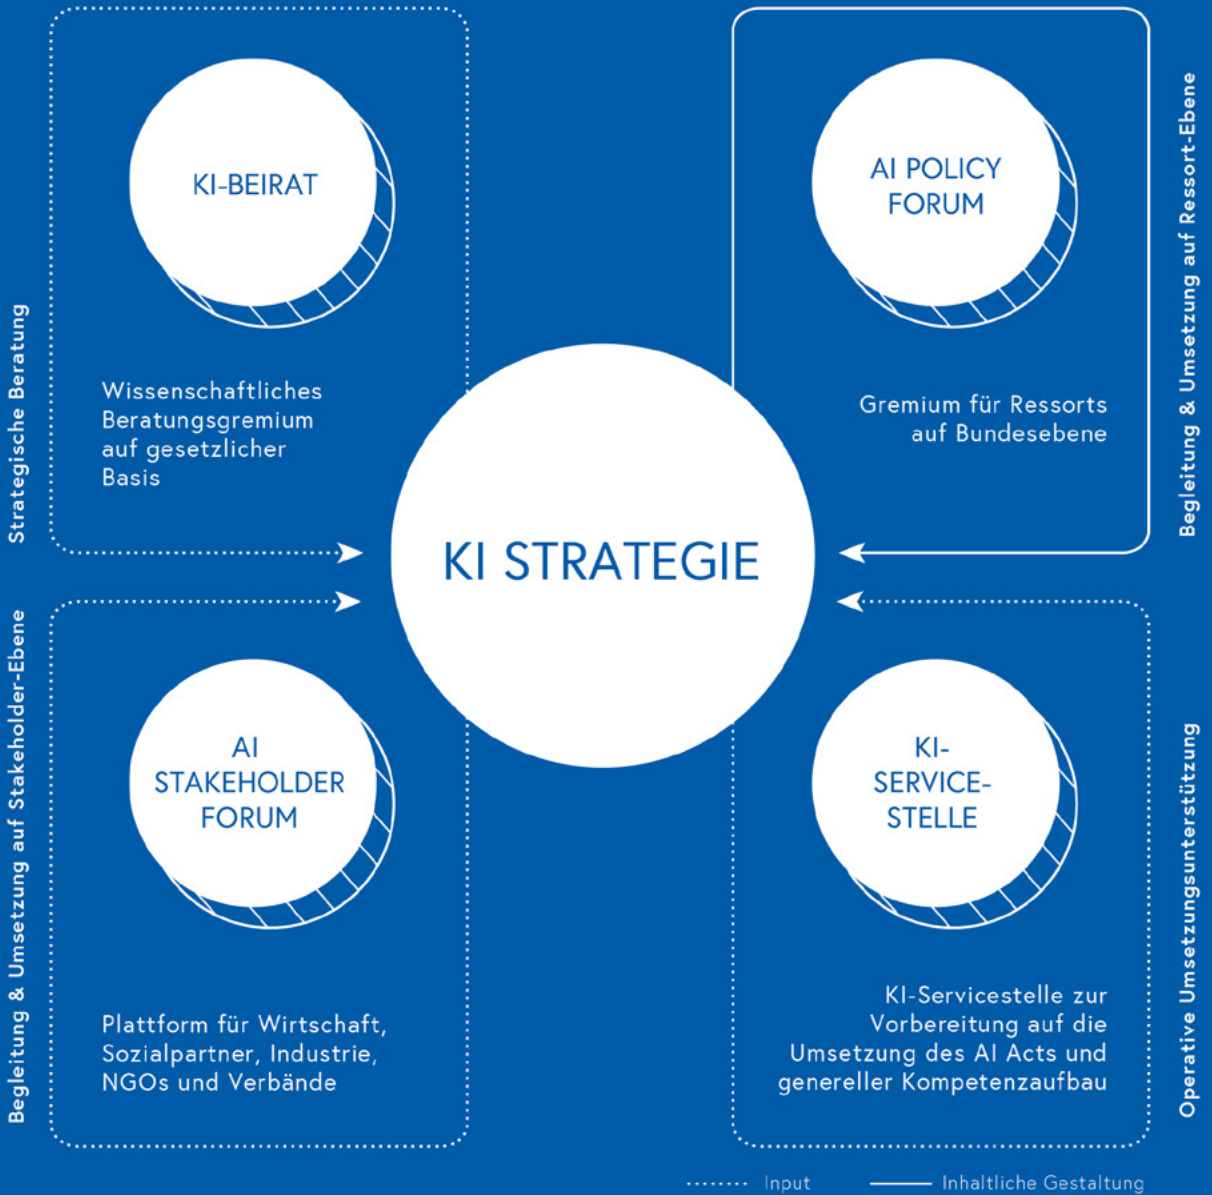 Strategische Beratung
KI-BEIRAT
Wissenschaftliches
Beratungsgremium
auf gesetzlicher
Basis
Begleitung & Umsetzung auf Ressort-Ebene
AI POLICY
FORUM
Gremium für Ressorts
auf Bundesebene
KI STRATEGIE
Begleitung & Umsetzung auf Stakeholder-Ebene
AI
STAKEHOLDER
FORUM
Plattform für Wirtschaft,
Sozialpartner, Industrie,
NGOs und Verbände
Operative Umsetzungsunterstützung
KI-
SERVICE-
STELLE
KI-Servicestelle zur
Vorbereitung auf die
Umsetzung des AI Acts und
genereller Kompetenzaufbau
Input
Inhaltliche Gestaltung